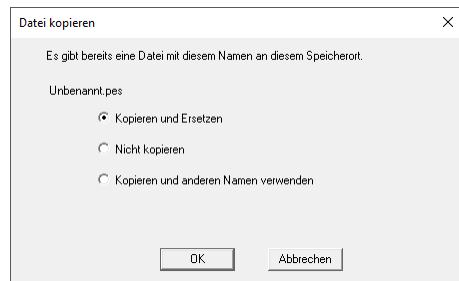 Datei kopieren
Es gibt bereits eine Datei mit diesem Namen an diesem Speicherort.
Unbenannt.pes
Kopieren und Ersetzen
Nicht kopieren
Kopieren und anderen Namen verwenden
OK Abbrechen